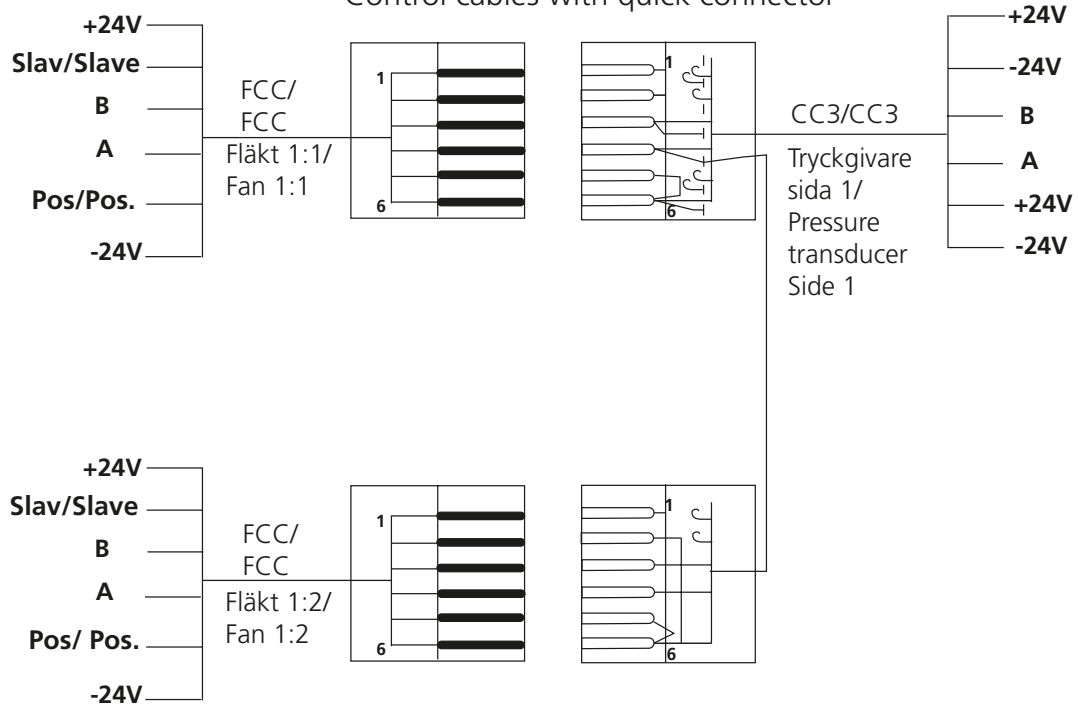 Control cables with quick connector
+24V
Slav/Slave
B
A
Pos/Pos.
-24V
FCC/
FCC
Fläkt 1:1/
Fan 1:1
1
6
1
6
CC3/CC3
Tryckgivare
sida 1/
Pressure
transducer
Side 1
+24V
-24V
B
A
+24V
-24V
+24V
Slav/Slave
B
A
Pos/ Pos.
-24V
FCC/
FCC
Fläkt 1:2/
Fan 1:2
1
6
1
6